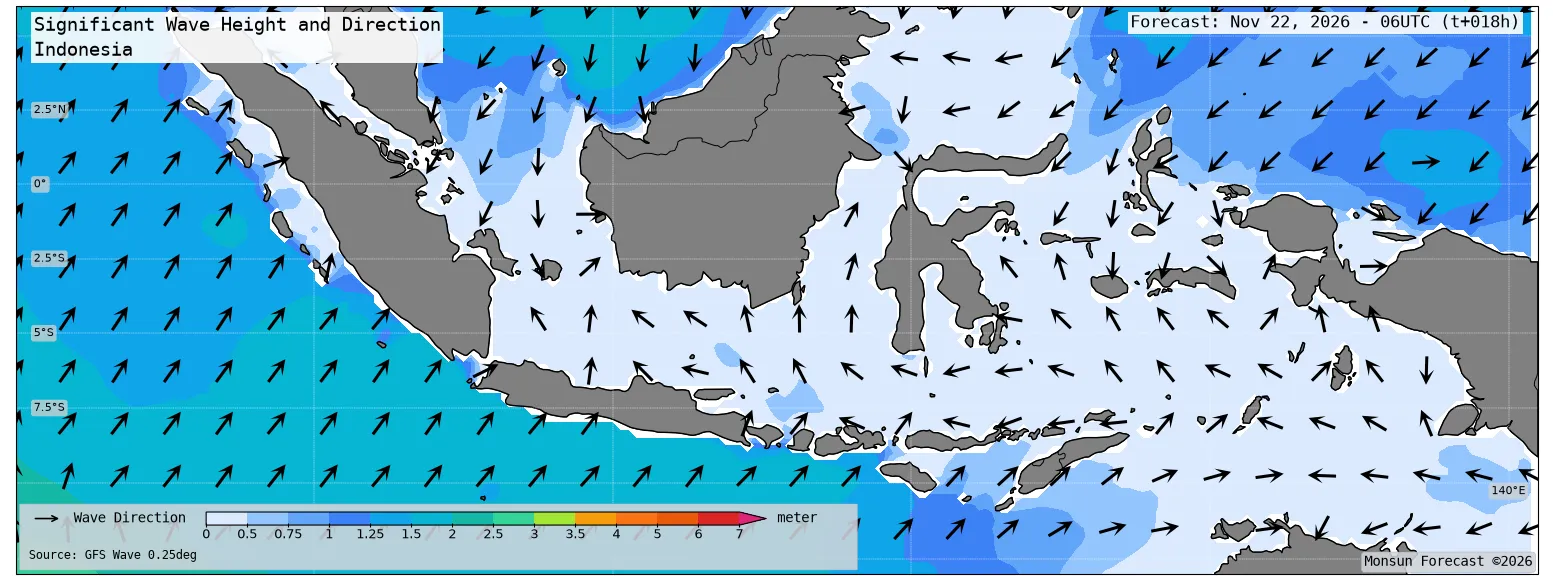 Significant Wave Height and Direction
Indonesia
Forecast: Nov 22, 2026 - 06UTC (t+018h)
2.5°N
0°
2.5°S
5°S
7.5°S
140°E
Wave Direction
0 0.5 0.75 1 1.25 1.5 2 2.5 3 3.5 4 5 6 7
meter
Source: GFS Wave 0.25deg
Monsun Forecast ©2026